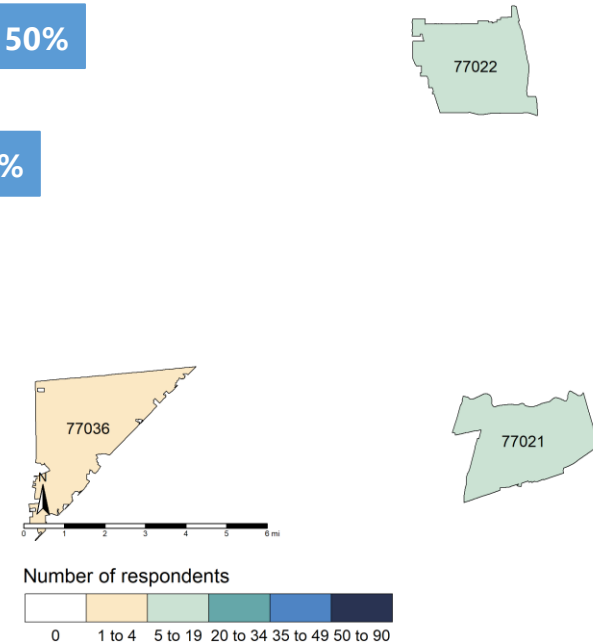 50%
77022
%
77036
77021
N
0 1 2 3 4 5 6 mi
Number of respondents
0 1 to 4 5 to 19 20 to 34 35 to 49 50 to 90